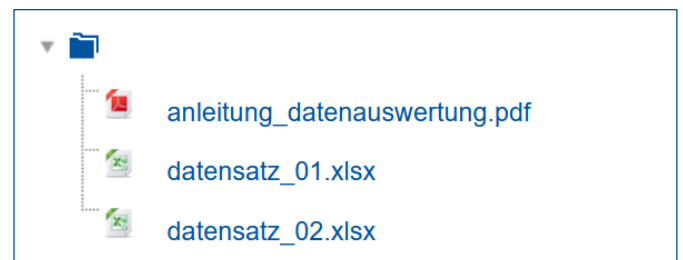 anleitung_datenauswertung.pdf
datensatz_01.xlsx
datensatz_02.xlsx